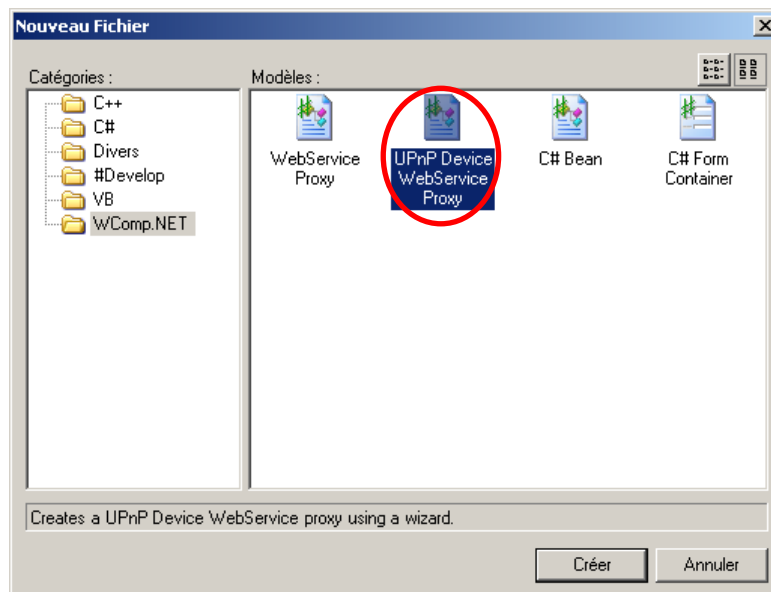 Nouveau Fichier
Catégories :
Modèles :
C++
C#
Divers
#Develop
VB
WComp.NET
WebService
Proxy
UPnP Device
WebService
Proxy
C# Bean
C# Form
Container
Creates a UPnP Device WebService proxy using a wizard.
Créer
Annuler